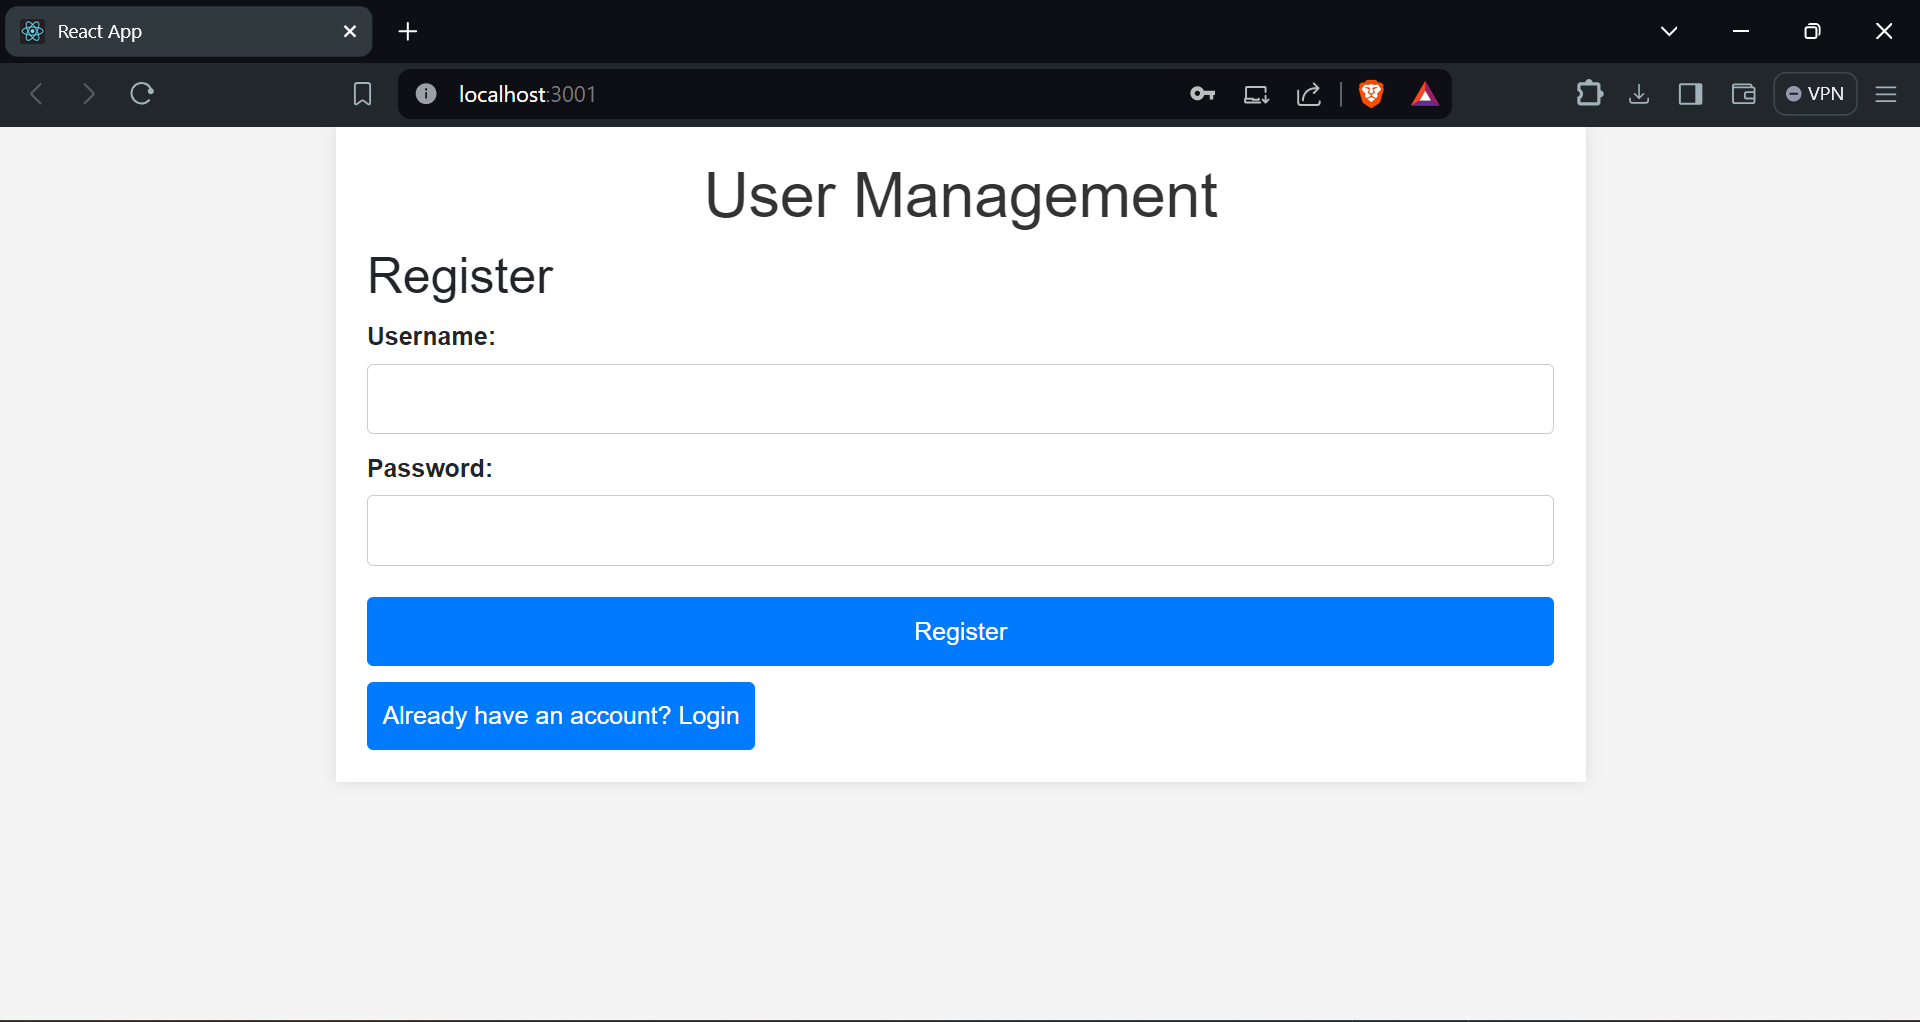 React App
localhost:3001
VPN
User Management
Register
Username:
Password:
Register
Already have an account? Login